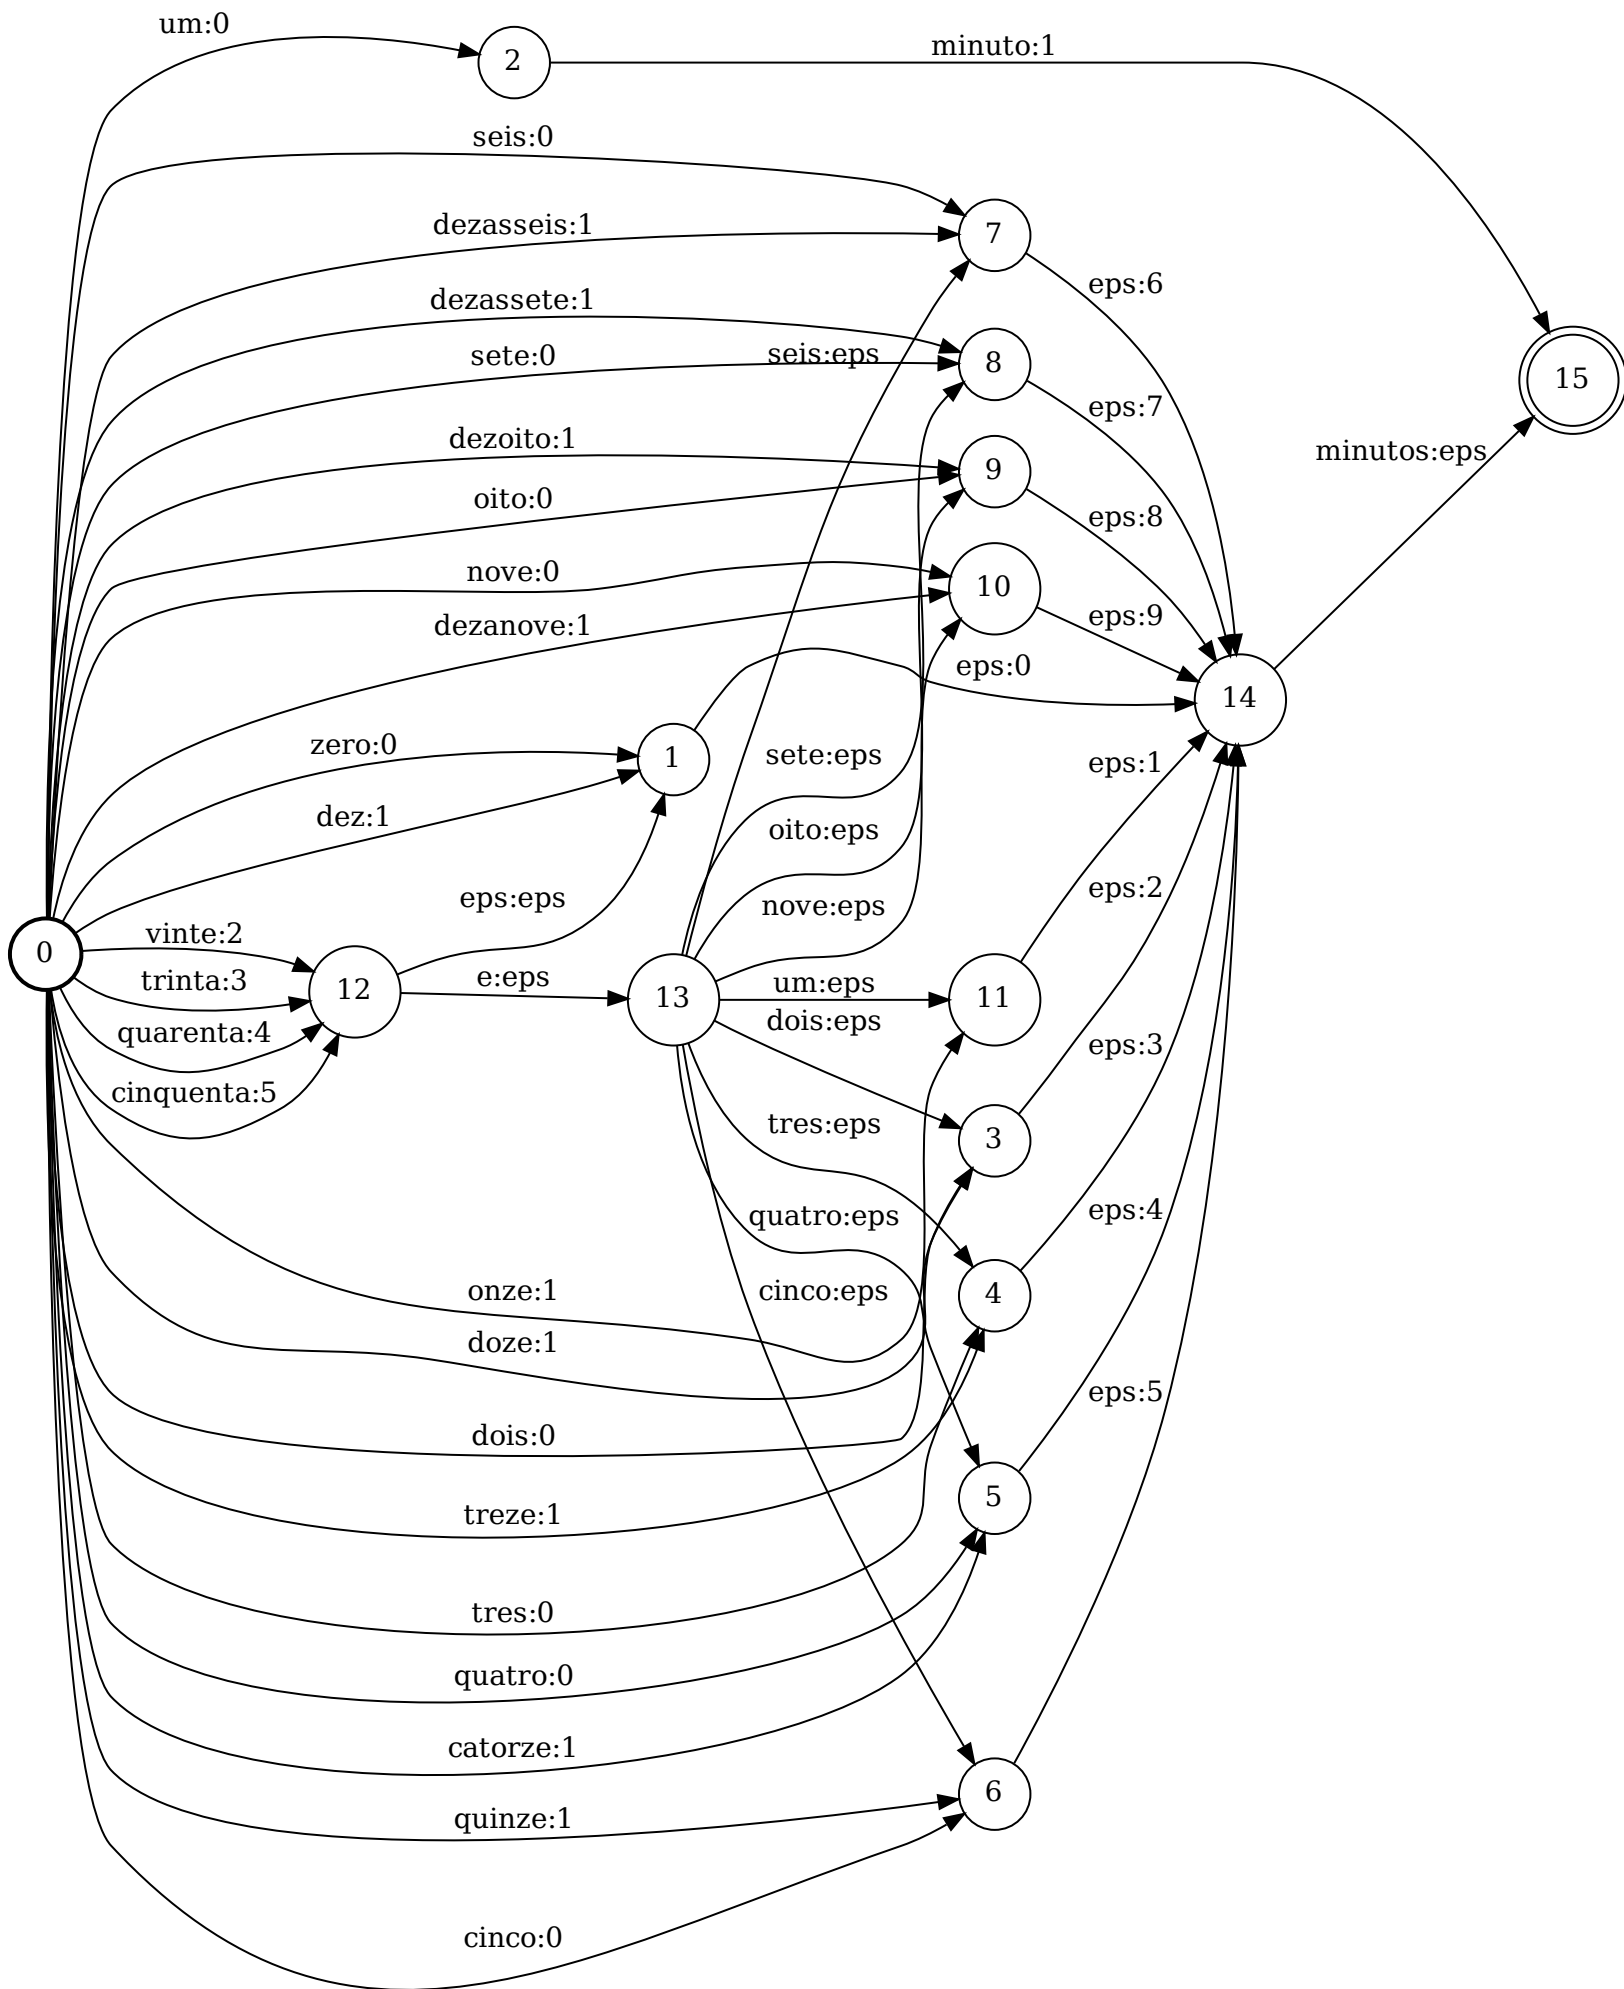 um:0
2
minuto:1
seis:0
dezasseis:1
7
eps:6
dezassete:1
seis:eps
sete:0
8
15
eps:7
dezoito:1
minutos:eps
9
oito:0
eps:8
nove:0
10
dezanove:1
eps:9
eps:0
14
zero:0
1
sete:eps
eps:1
dez:1
oito:eps
eps:eps
eps:2
nove:eps
vinte:2
0
trinta:3
12
e:eps
13
um:eps
11
dois:eps
quarenta:4
eps:3
cinquenta:5
tres:eps
3
quatro:eps
eps:4
onze:1
cinco:eps
4
doze:1
eps:5
dois:0
5
treze:1
tres:0
quatro:0
catorze:1
6
quinze:1
cinco:0